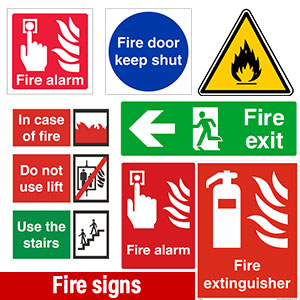 Fire alarm
Fire door
keep shut
In case
of fire
Fire
exit
Do not
use lift
Use the
stairs
Fire alarm
Fire
extinguisher
Fire signs